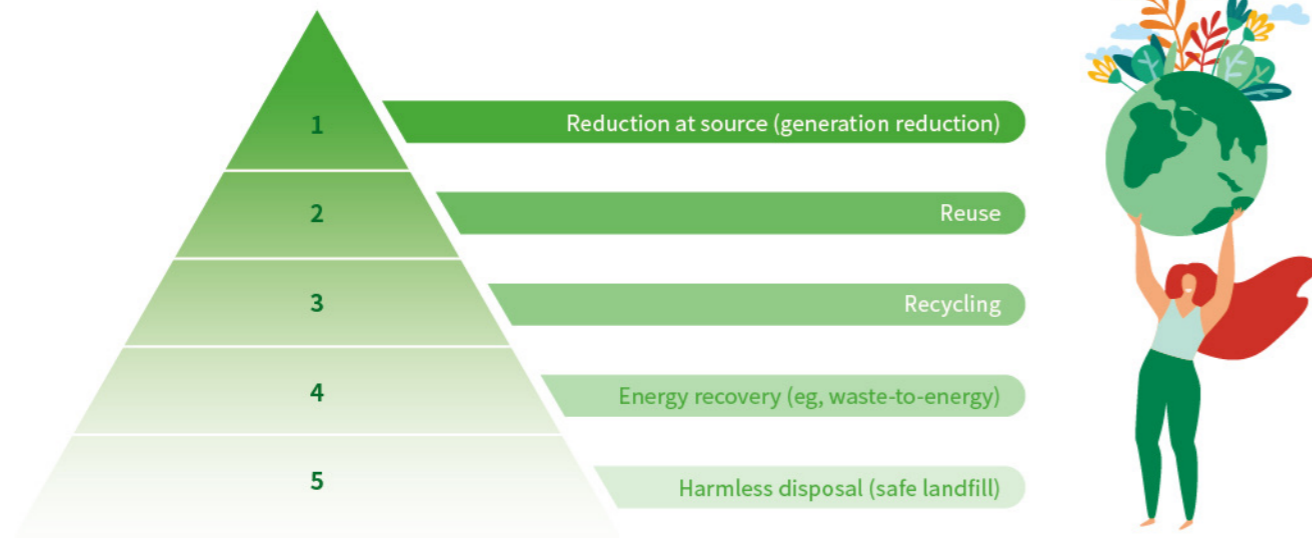 1
Reduction at source (generation reduction)
2
Reuse
3
Recycling
4
Energy recovery (eg, waste-to-energy)
5
Harmless disposal (safe landfill)